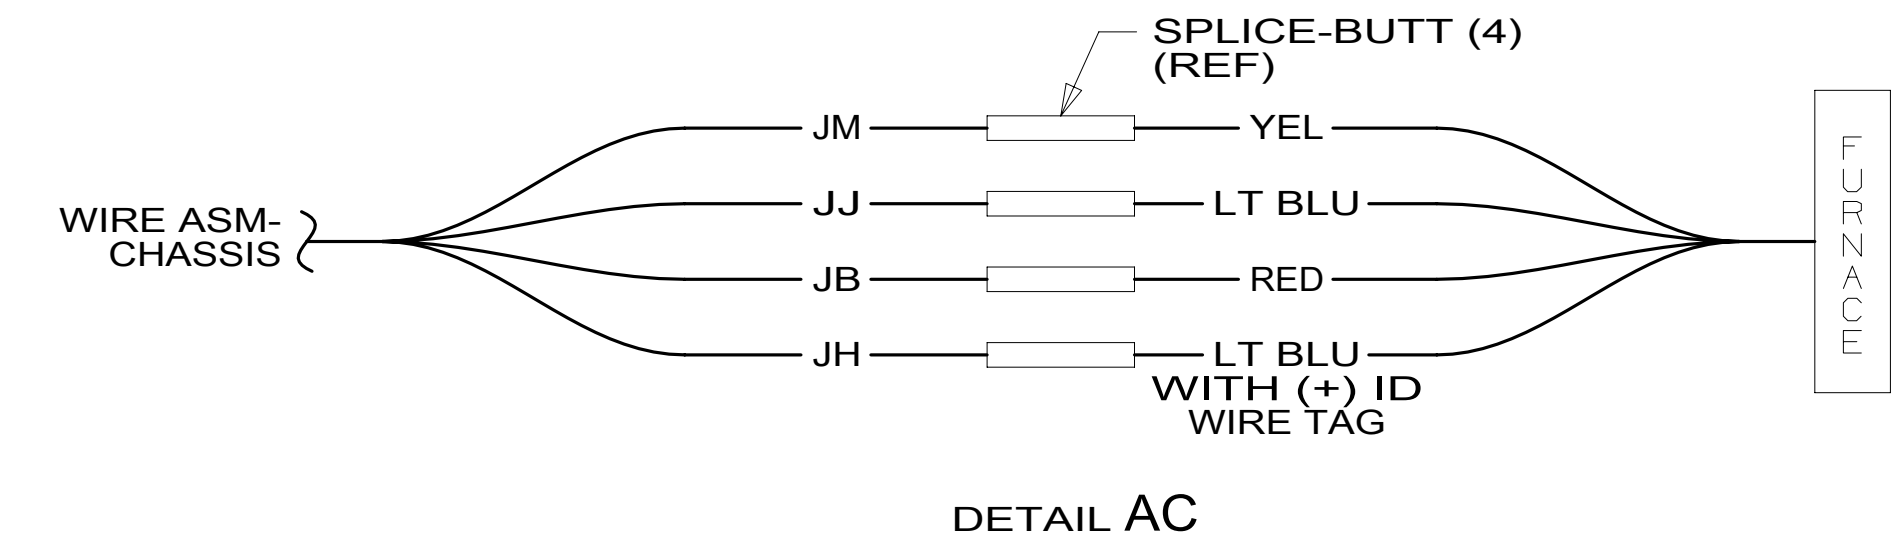 SPLICE-BUTT (4)
(REF)
JM YEL
WIRE ASM-
CHASSIS
JJ LT BLU
JB RED
JH LT BLU
WITH (+) ID
WIRE TAG
FURNACE
DETAIL AC